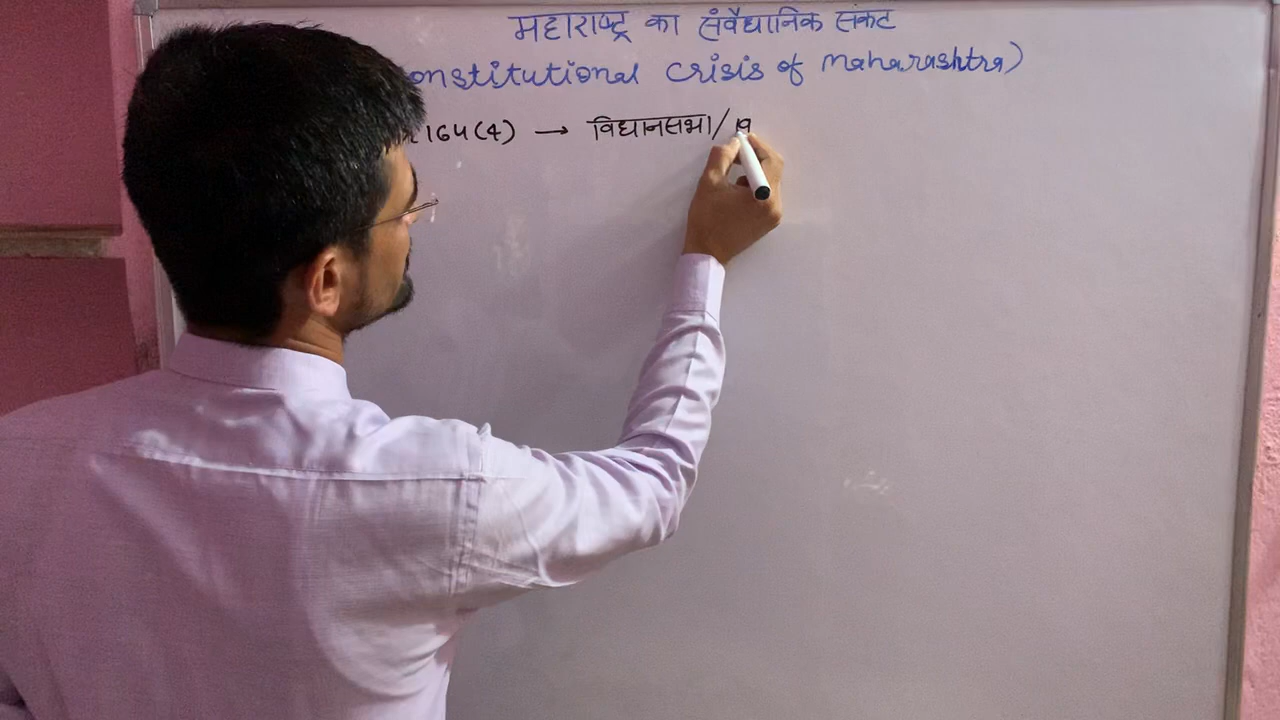 महाराष्ट्र का संवैधानिक संकट
onstitutional crisis of maharashtra)
164(4) → विधानसभा/